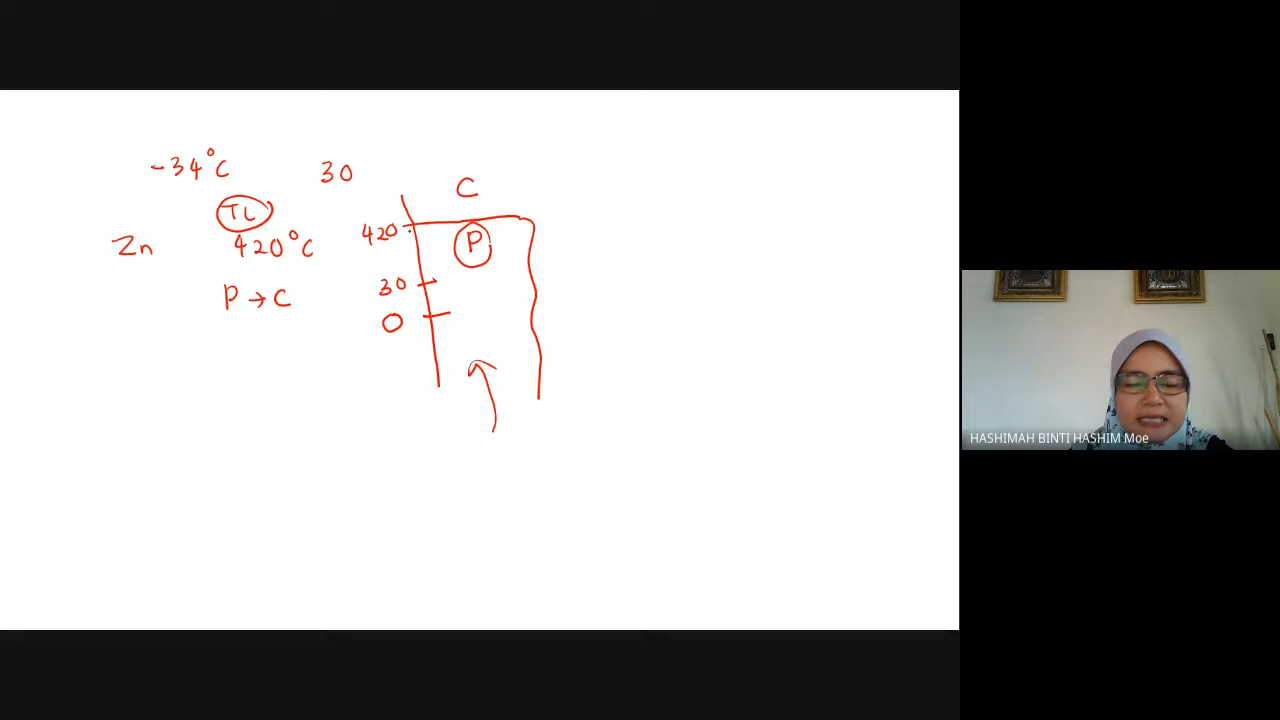 -34°C 30
C
TL
Zn 420°C 420 P
P → C 30
0
HASHIMAH BINTI HASHIM Moe